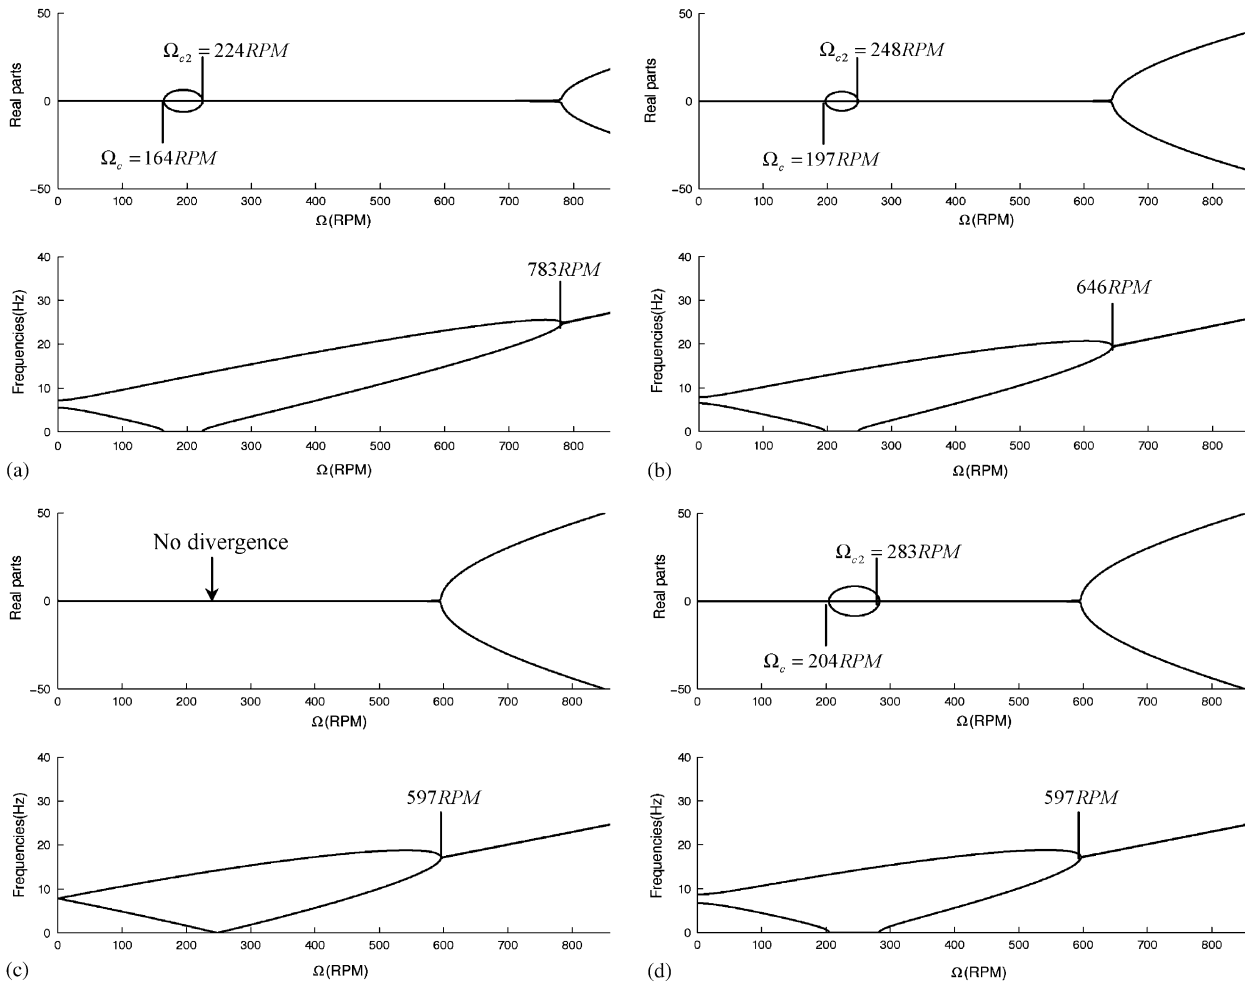 50
0
−50
Real parts
Ω_{c2} = 224RPM
Ω_c = 164RPM
0 100 200 300 400 500 600 700 800
Ω(RPM)
40
30
20
10
0
Frequencies(Hz)
783RPM
0 100 200 300 400 500 600 700 800
Ω(RPM)
(a)
50
0
−50
Real parts
Ω_{c2} = 248RPM
Ω_c = 197RPM
0 100 200 300 400 500 600 700 800
Ω(RPM)
40
30
20
10
0
Frequencies(Hz)
646RPM
0 100 200 300 400 500 600 700 800
Ω(RPM)
(b)
50
0
−50
Real parts
No divergence
0 100 200 300 400 500 600 700 800
Ω(RPM)
40
30
20
10
0
Frequencies(Hz)
597RPM
0 100 200 300 400 500 600 700 800
Ω(RPM)
(c)
50
0
−50
Real parts
Ω_{c2} = 283RPM
Ω_c = 204RPM
0 100 200 300 400 500 600 700 800
Ω(RPM)
40
30
20
10
0
Frequencies(Hz)
597RPM
0 100 200 300 400 500 600 700 800
Ω(RPM)
(d)